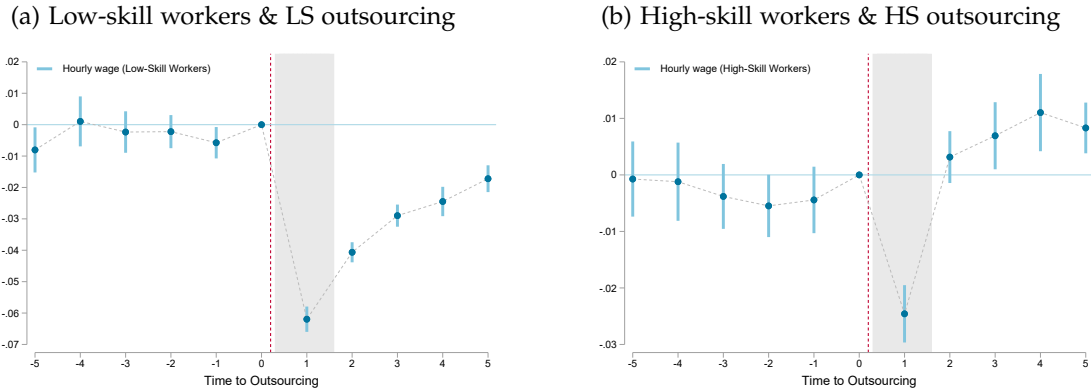 (a) Low-skill workers & LS outsourcing
.02
Hourly wage (Low-Skill Workers)
.01
0
-.01
-.02
-.03
-.04
-.05
-.06
-.07
-5 -4 -3 -2 -1 0 1 2 3 4 5
Time to Outsourcing
(b) High-skill workers & HS outsourcing
.02
Hourly wage (High-Skill Workers)
.010
0
-.01
-.02
-.03
-5 -4 -3 -2 -1 0 1 2 3 4 5
Time to Outsourcing